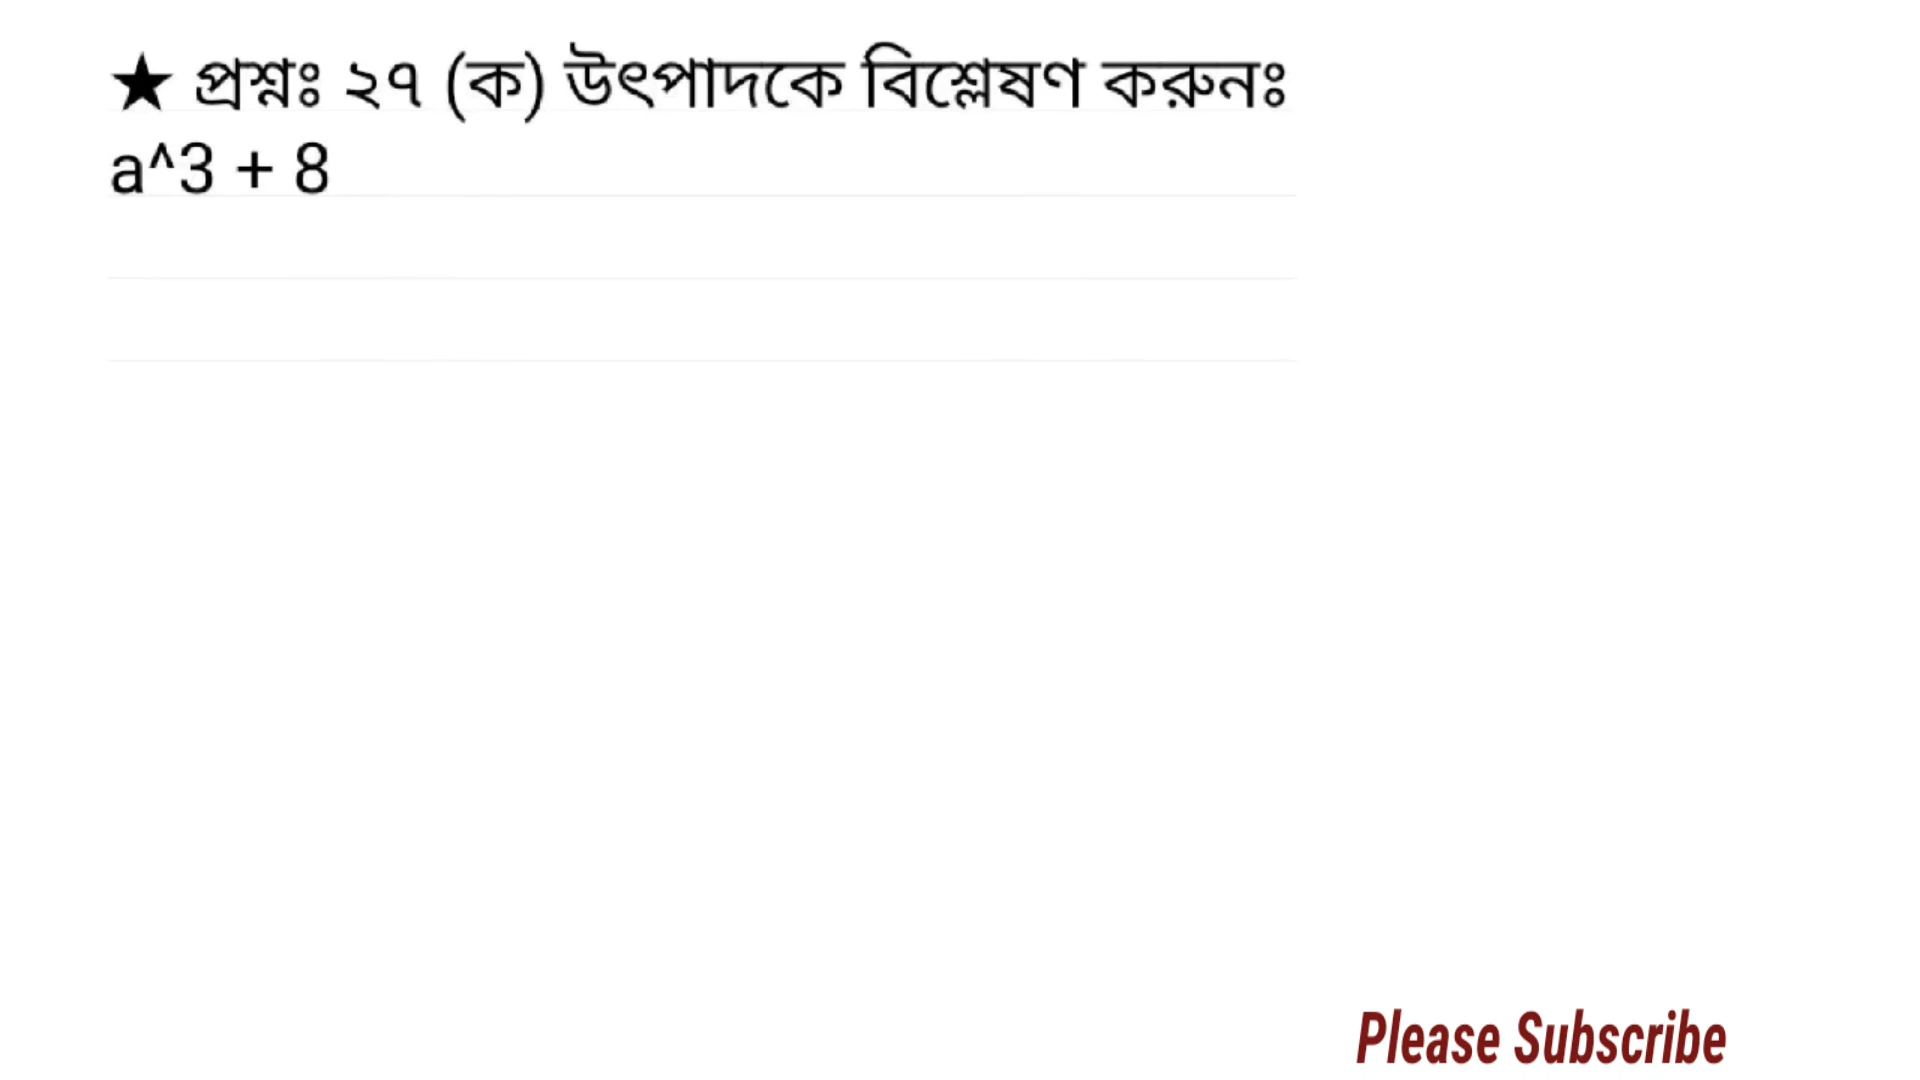 ★ প্রশ্নঃ ২৭ (ক) উৎপাদকে বিশ্লেষণ করুনঃ
a^3 + 8
Please Subscribe